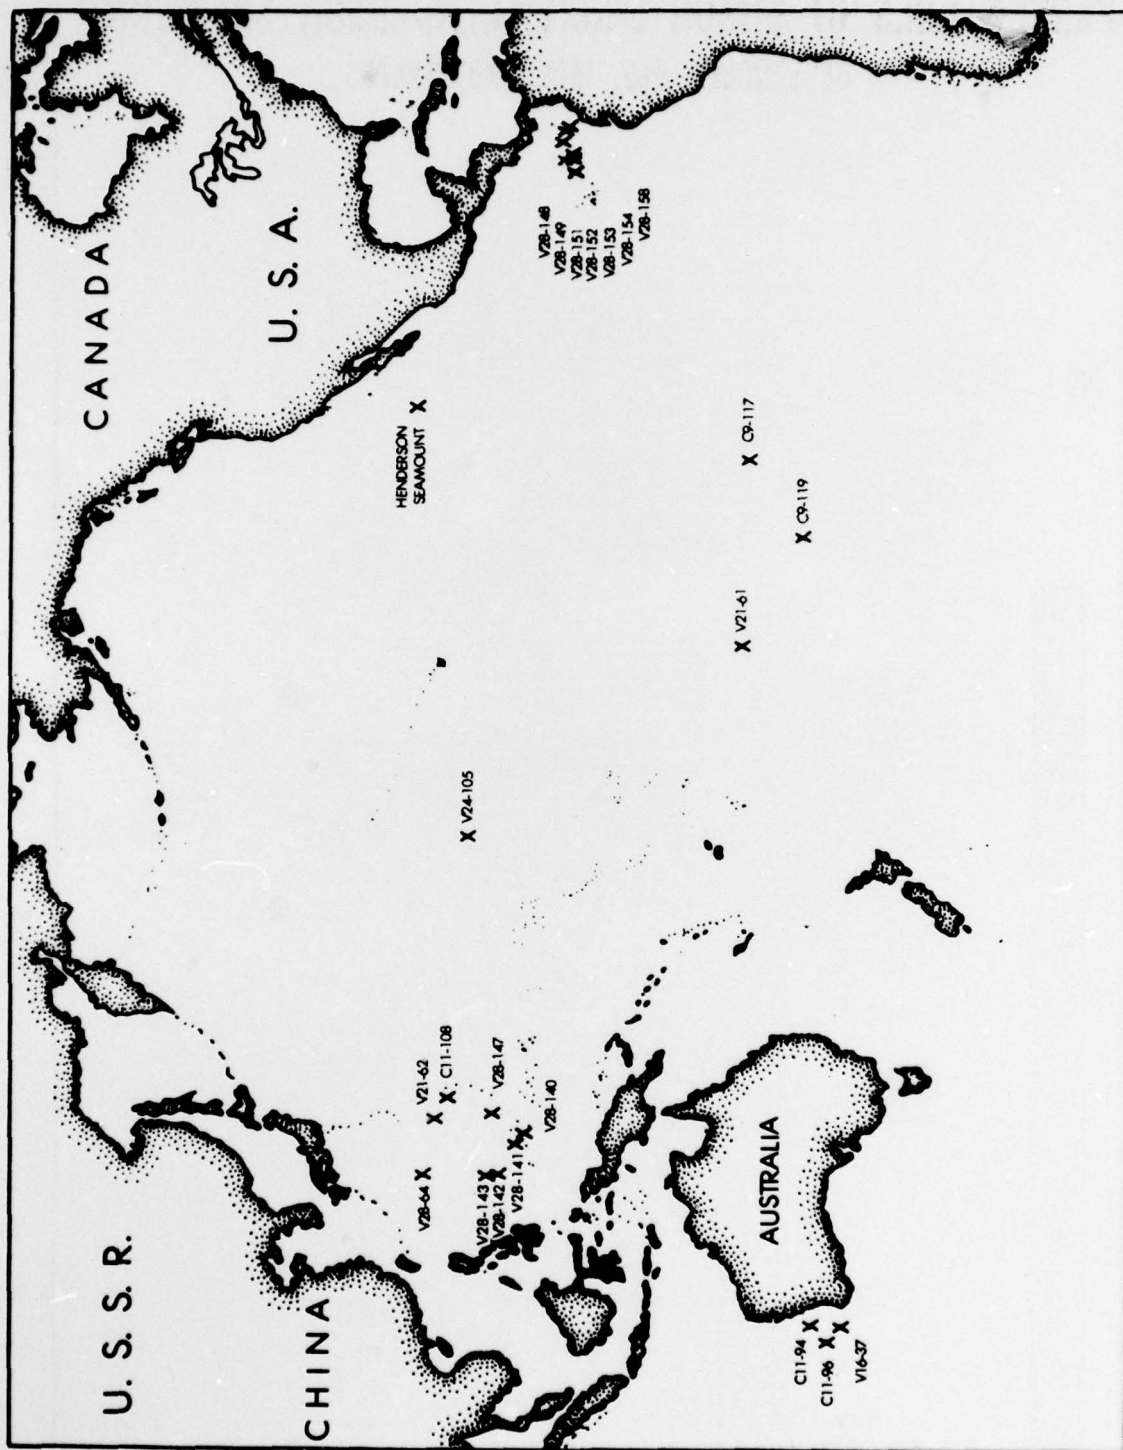 U. S. S. R.
CHINA
CANADA
U. S. A.
HENDERSON
SEAMOUNT
V28-148
V28-149
V28-151
V28-152
V28-153
V28-154
V28-158
V24-105
V21-62
C11-108
V28-64
V28-147
V28-143
V28-142
V28-141
V28-140
V21-61
C9-117
C9-119
AUSTRALIA
C11-94
C11-96
V16-37